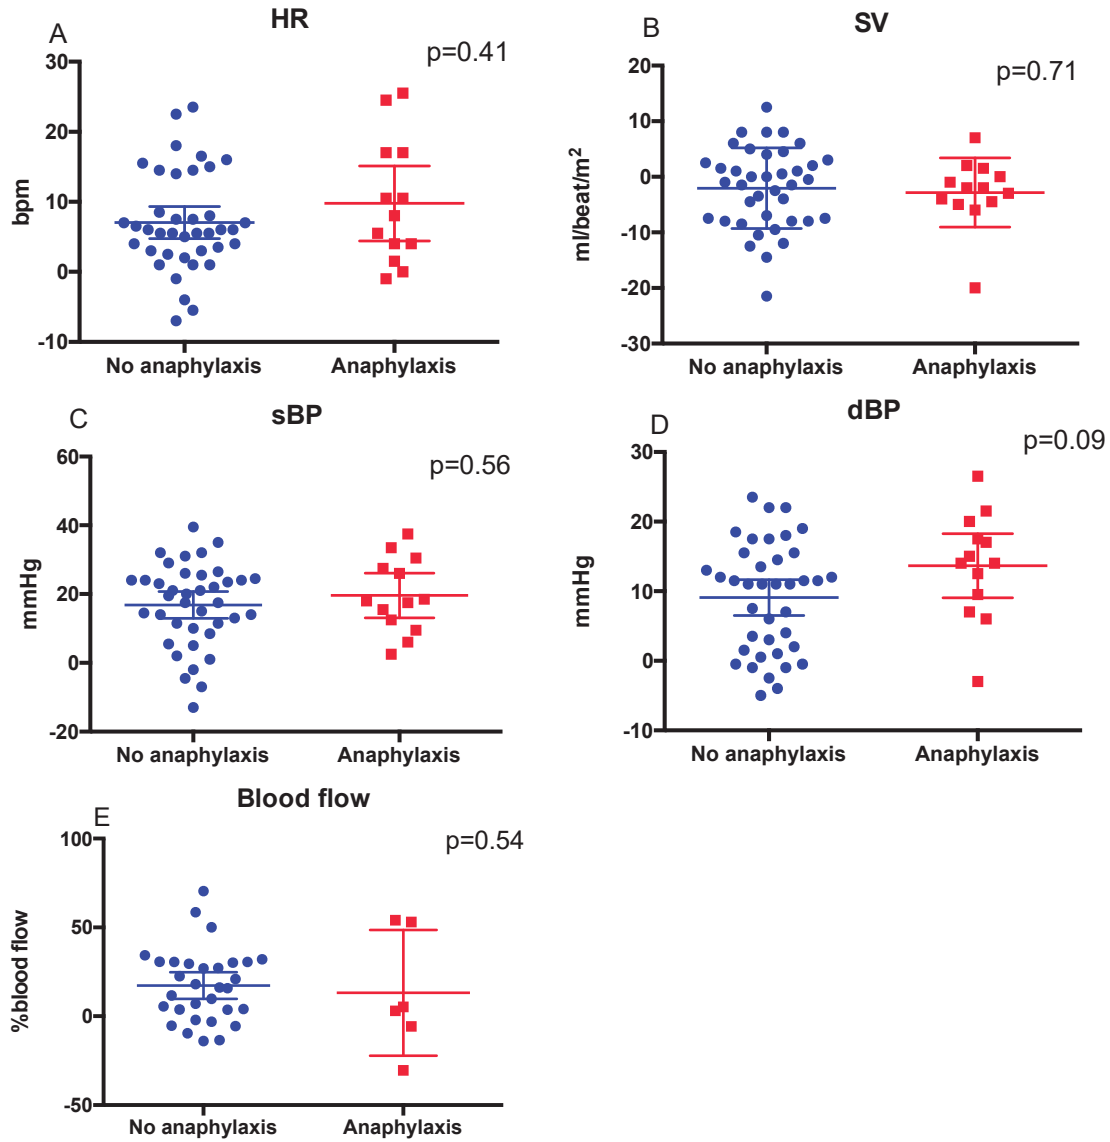 A
HR
p=0.41
bpm
30
20
10
0
-10
No anaphylaxis
Anaphylaxis
B
SV
p=0.71
ml/beat/m²
20
10
0
-10
-20
-30
No anaphylaxis
Anaphylaxis
C
sBP
p=0.56
mmHg
60
40
20
0
-20
No anaphylaxis
Anaphylaxis
D
dBP
p=0.09
mmHg
30
20
10
0
-10
No anaphylaxis
Anaphylaxis
E
Blood flow
p=0.54
%blood flow
100
50
0
-50
No anaphylaxis
Anaphylaxis